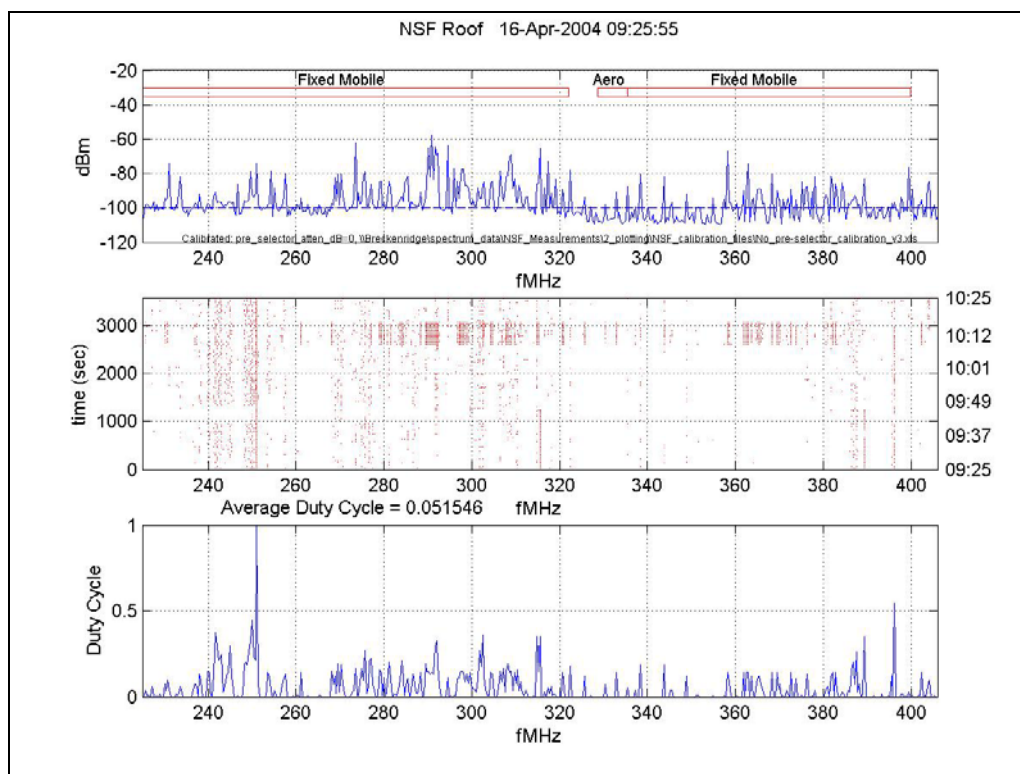 NSF Roof 16-Apr-2004 09:25:55
-20
-40
-60
-80
-100
-120
dBm
Fixed Mobile
Aero
Fixed Mobile
Calibrated: pre_selector_atten_dB=0, \\Breckenridge\spectrum_data\NSF_Measurements\2_plotting\NSF_calibration_files\No_pre-selector_calibration_v3.xls
240 260 280 300 320 340 360 380 400
fMHz
3000
2000
1000
0
time (sec)
10:25
10:12
10:01
09:49
09:37
09:25
240 260 280 300 320 340 360 380 400
Average Duty Cycle = 0.051546 fMHz
1
0.5
0
Duty Cycle
240 260 280 300 320 340 360 380 400
fMHz